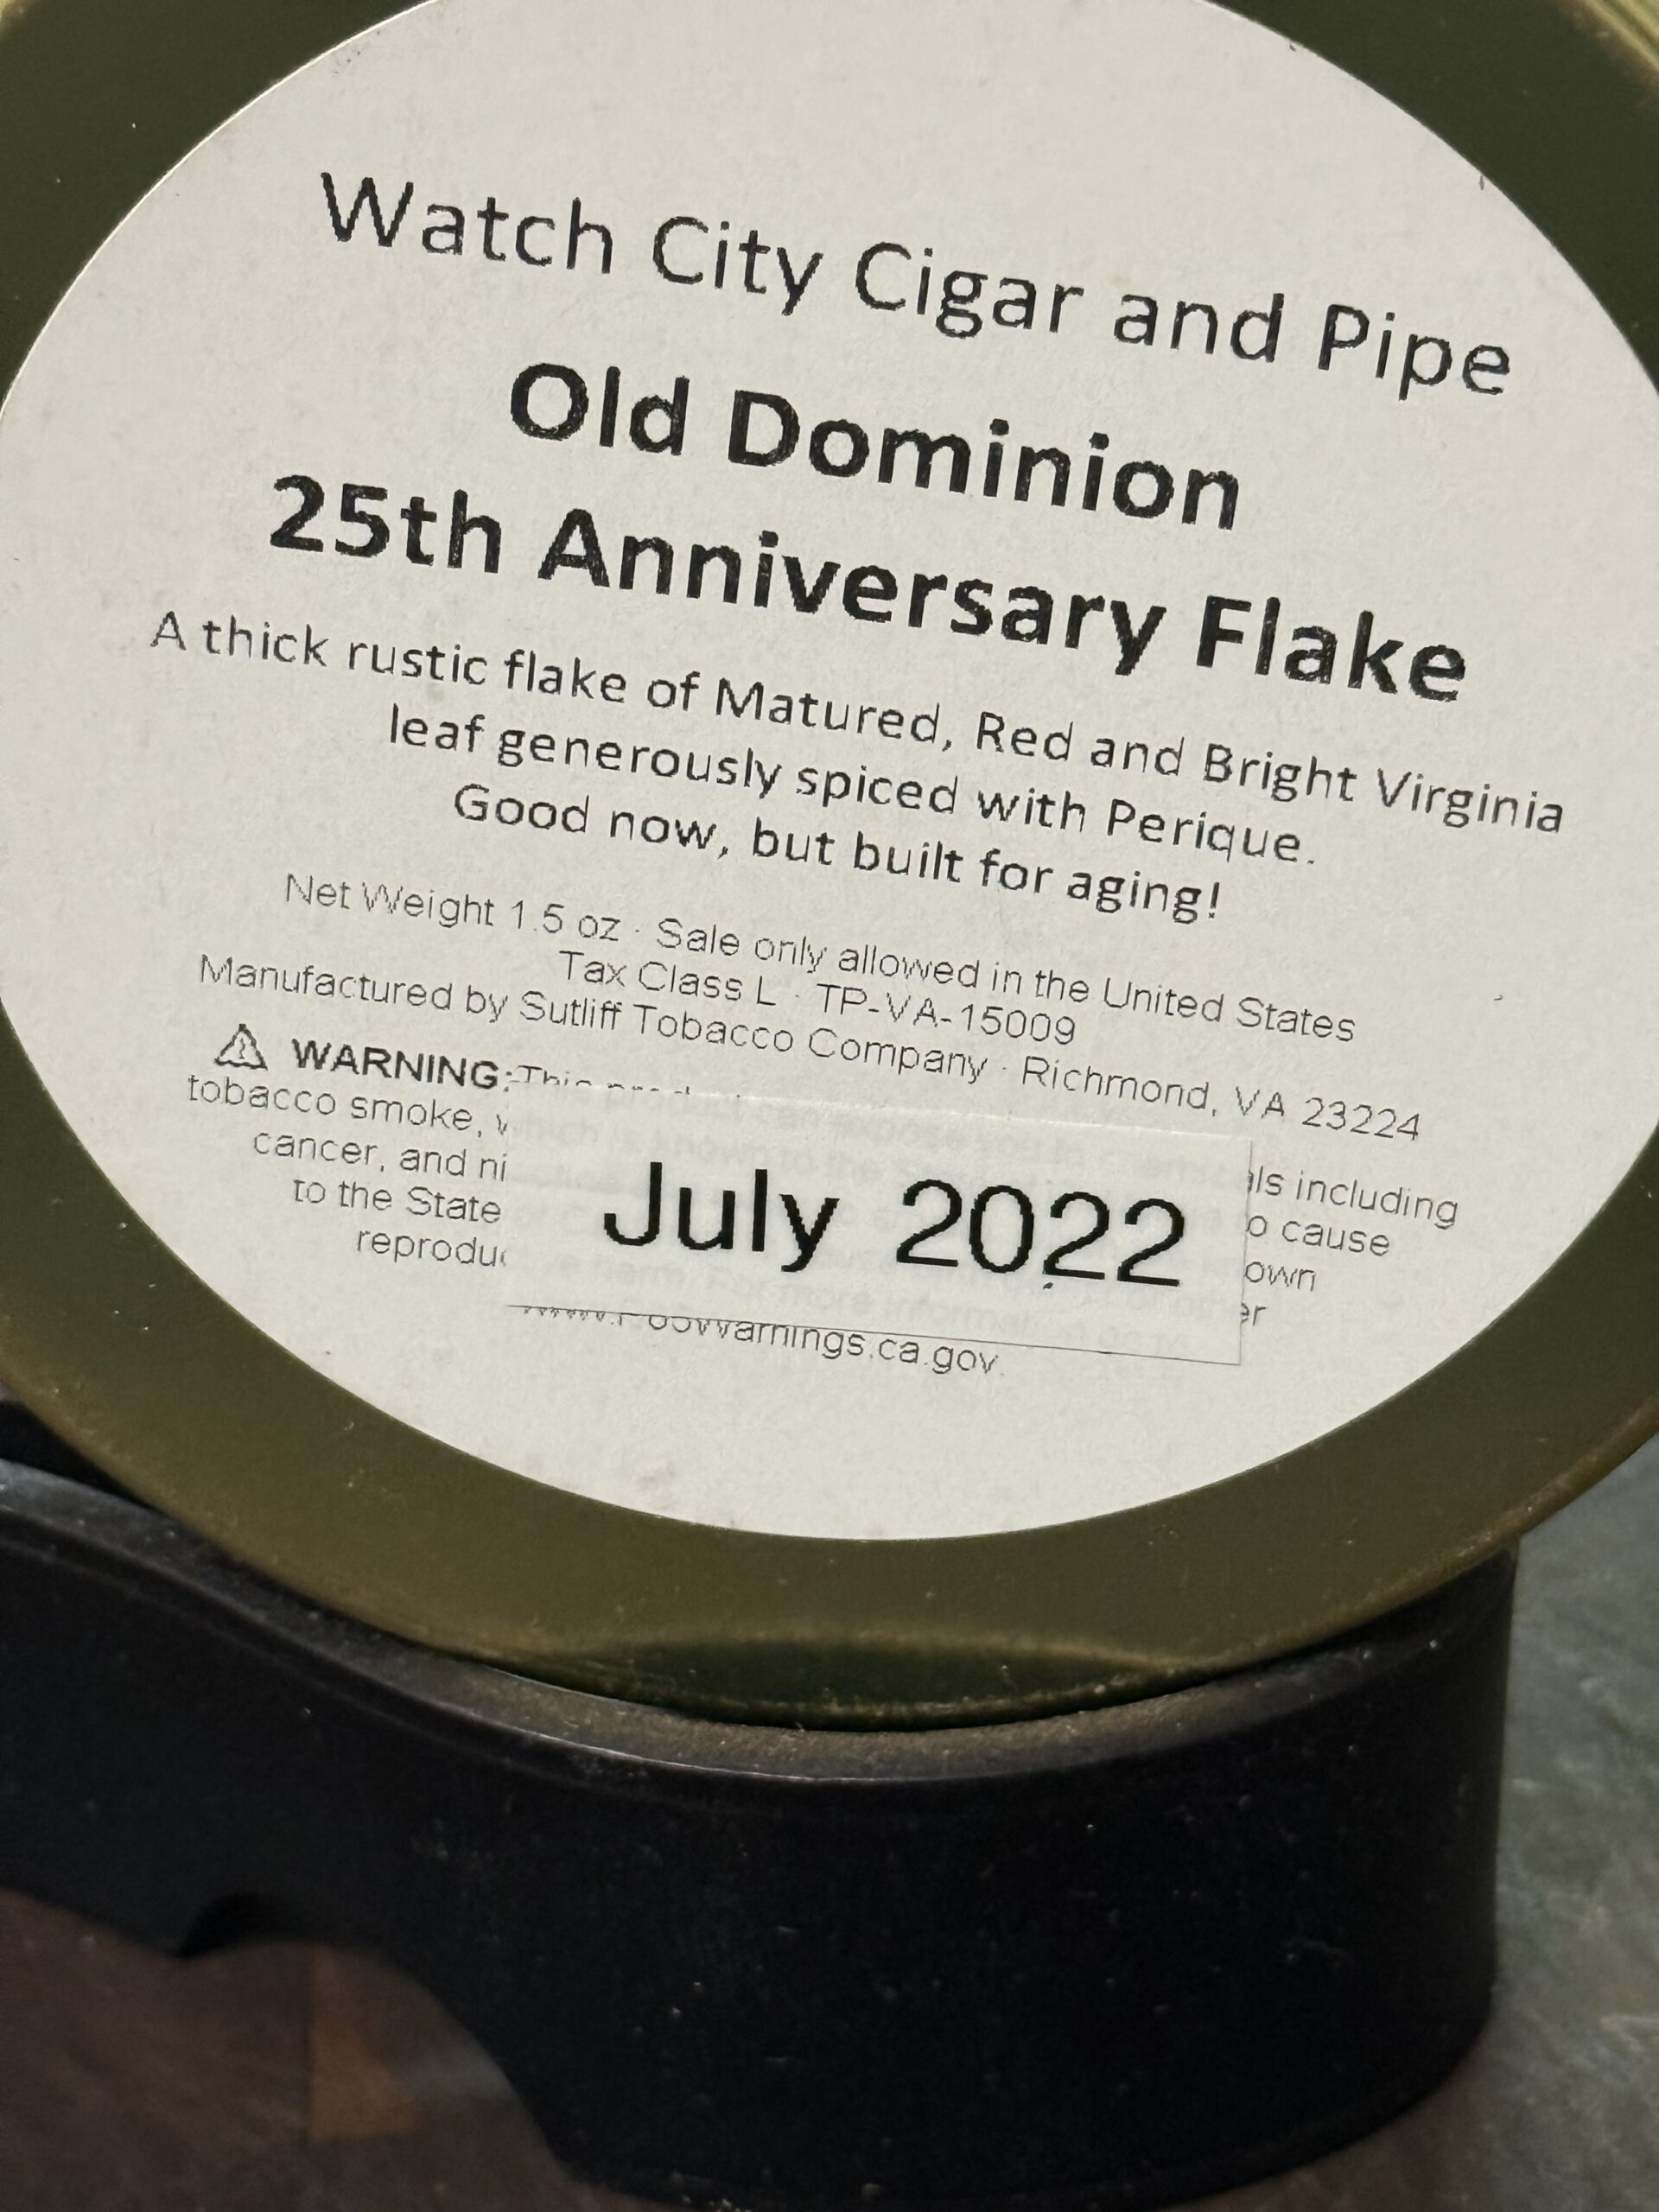 Watch City Cigar and Pipe
Old Dominion
25th Anniversary Flake
A thick rustic flake of Matured, Red and Bright Virginia
leaf generously spiced with Perique.
Good now, but built for aging!
Net Weight 1.5 oz · Sale only allowed in the United States
Tax Class L · TP-VA-15009
Manufactured by Sutliff Tobacco Company · Richmond, VA 23224
⚠ WARNING: This
tobacco smoke, including
cancer, and cause
to the State
July 2022